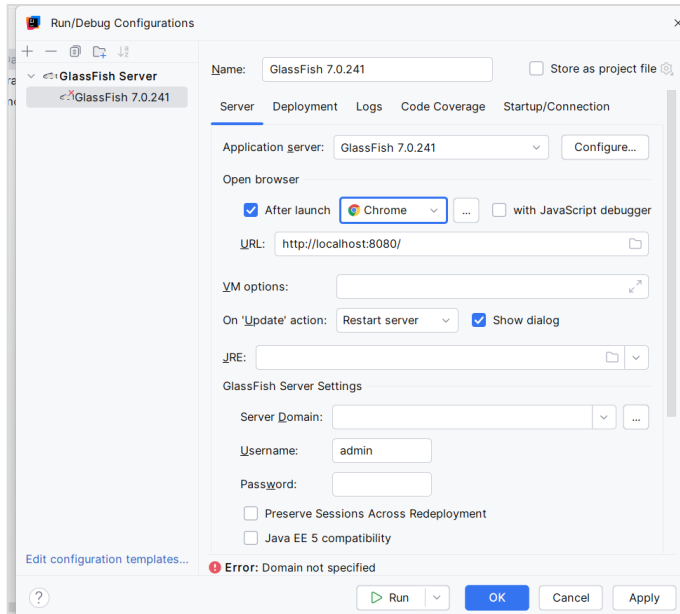 Run/Debug Configurations
GlassFish Server
GlassFish 7.0.241
Name: GlassFish 7.0.241 Store as project file
Server Deployment Logs Code Coverage Startup/Connection
Application server: GlassFish 7.0.241 Configure...
Open browser
After launch Chrome ... with JavaScript debugger
URL: http://localhost:8080/
VM options:
On 'Update' action: Restart server Show dialog
JRE:
GlassFish Server Settings
Server Domain: ...
Username: admin
Password:
Preserve Sessions Across Redeployment
Java EE 5 compatibility
Edit configuration templates...
Error: Domain not specified
? Run OK Cancel Apply